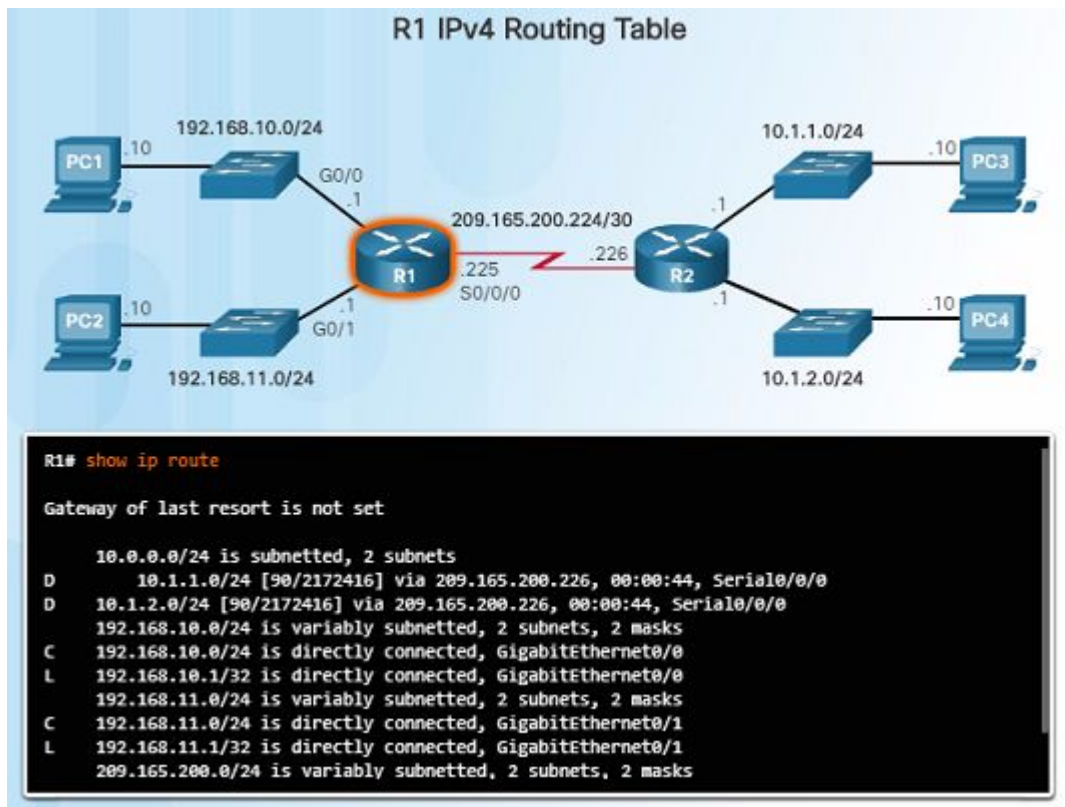 R1 IPv4 Routing Table
192.168.10.0/24
10.1.1.0/24
PC1
.10
.10
PC3
G0/0
.1
209.165.200.224/30
.1
R1
.225
S0/0/0
.226
R2
PC2
.10
.1
G0/1
.1
.10
PC4
192.168.11.0/24
10.1.2.0/24
R1# show ip route
Gateway of last resort is not set
10.0.0.0/24 is subnetted, 2 subnets
D 10.1.1.0/24 [90/2172416] via 209.165.200.226, 00:00:44, Serial0/0/0
D 10.1.2.0/24 [90/2172416] via 209.165.200.226, 00:00:44, Serial0/0/0
192.168.10.0/24 is variably subnetted, 2 subnets, 2 masks
C 192.168.10.0/24 is directly connected, GigabitEthernet0/0
L 192.168.10.1/32 is directly connected, GigabitEthernet0/0
192.168.11.0/24 is variably subnetted, 2 subnets, 2 masks
C 192.168.11.0/24 is directly connected, GigabitEthernet0/1
L 192.168.11.1/32 is directly connected, GigabitEthernet0/1
209.165.200.0/24 is variably subnetted, 2 subnets, 2 masks